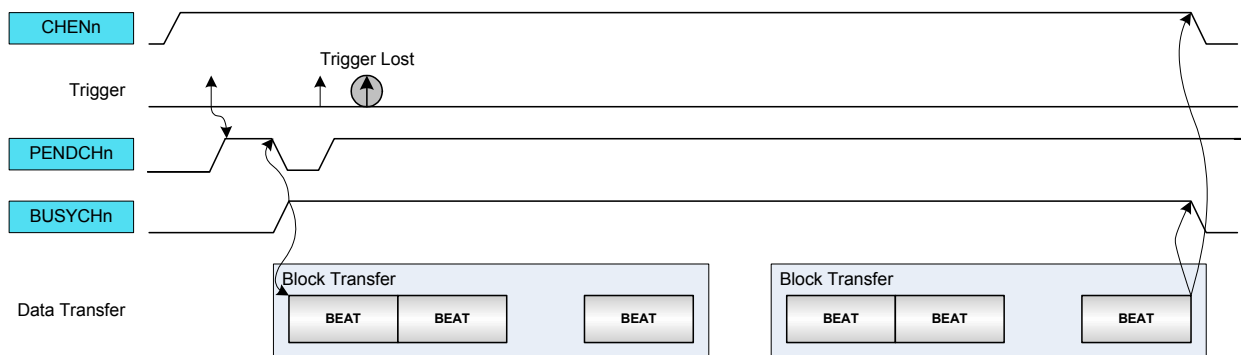 CHENn
Trigger Lost
Trigger
PENDCHn
BUSYCHn
Block Transfer
Block Transfer
Data Transfer
BEAT
BEAT
BEAT
BEAT
BEAT
BEAT